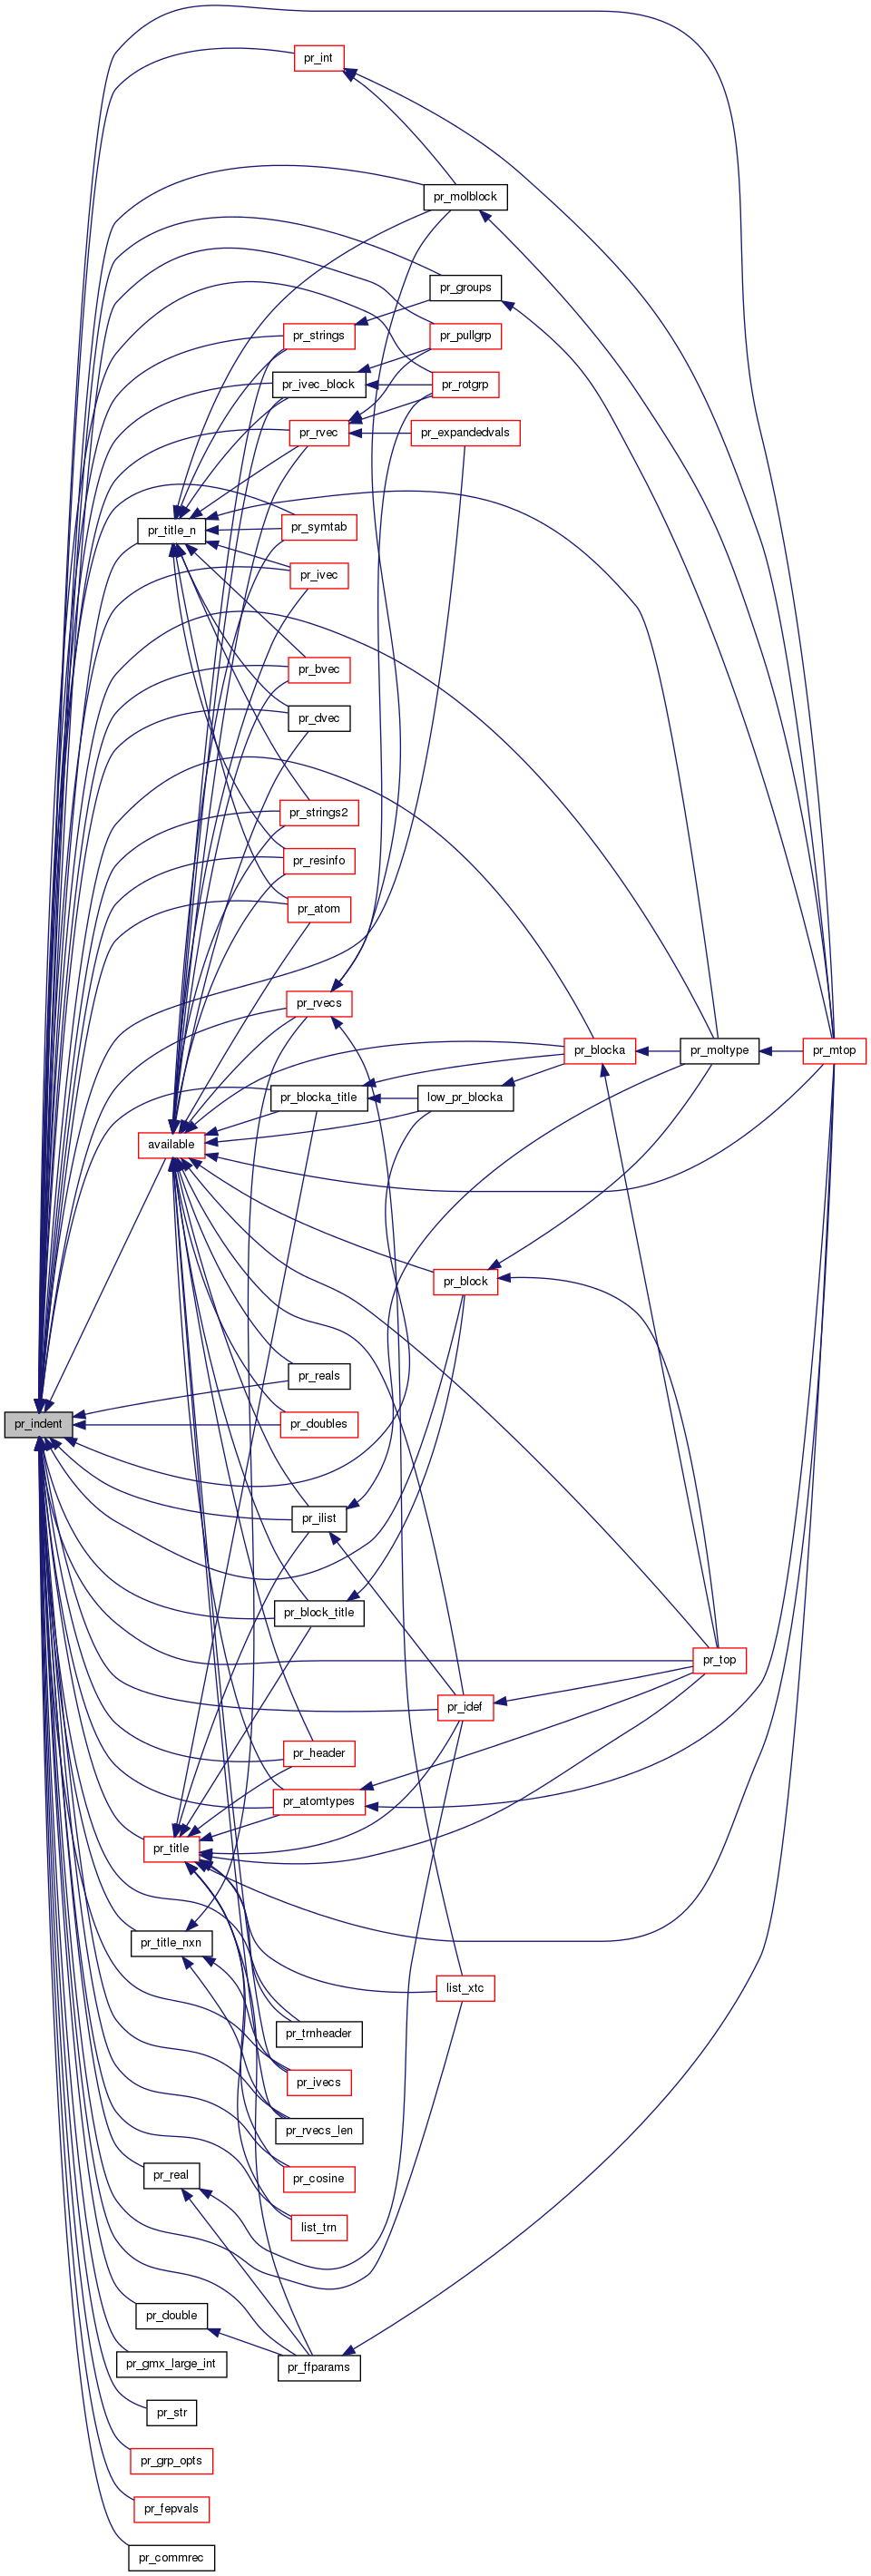 pr_int
pr_molblock
pr_groups
pr_strings
pr_pullgrp
pr_ivec_block
pr_rotgrp
pr_rvec
pr_expandedvals
pr_title_n
pr_symtab
pr_ivec
pr_bvec
pr_dvec
pr_strings2
pr_resinfo
pr_atom
pr_rvecs
pr_blocka
pr_moltype
pr_mtop
pr_blocka_title
low_pr_blocka
available
pr_block
pr_reals
pr_indent
pr_doubles
pr_ilist
pr_block_title
pr_top
pr_idef
pr_header
pr_atomtypes
pr_title
pr_title_nxn
list_xtc
pr_trnheader
pr_ivecs
pr_rvecs_len
pr_real
pr_cosine
list_trn
pr_double
pr_gmx_large_int
pr_ffparams
pr_str
pr_grp_opts
pr_fepvals
pr_commrec